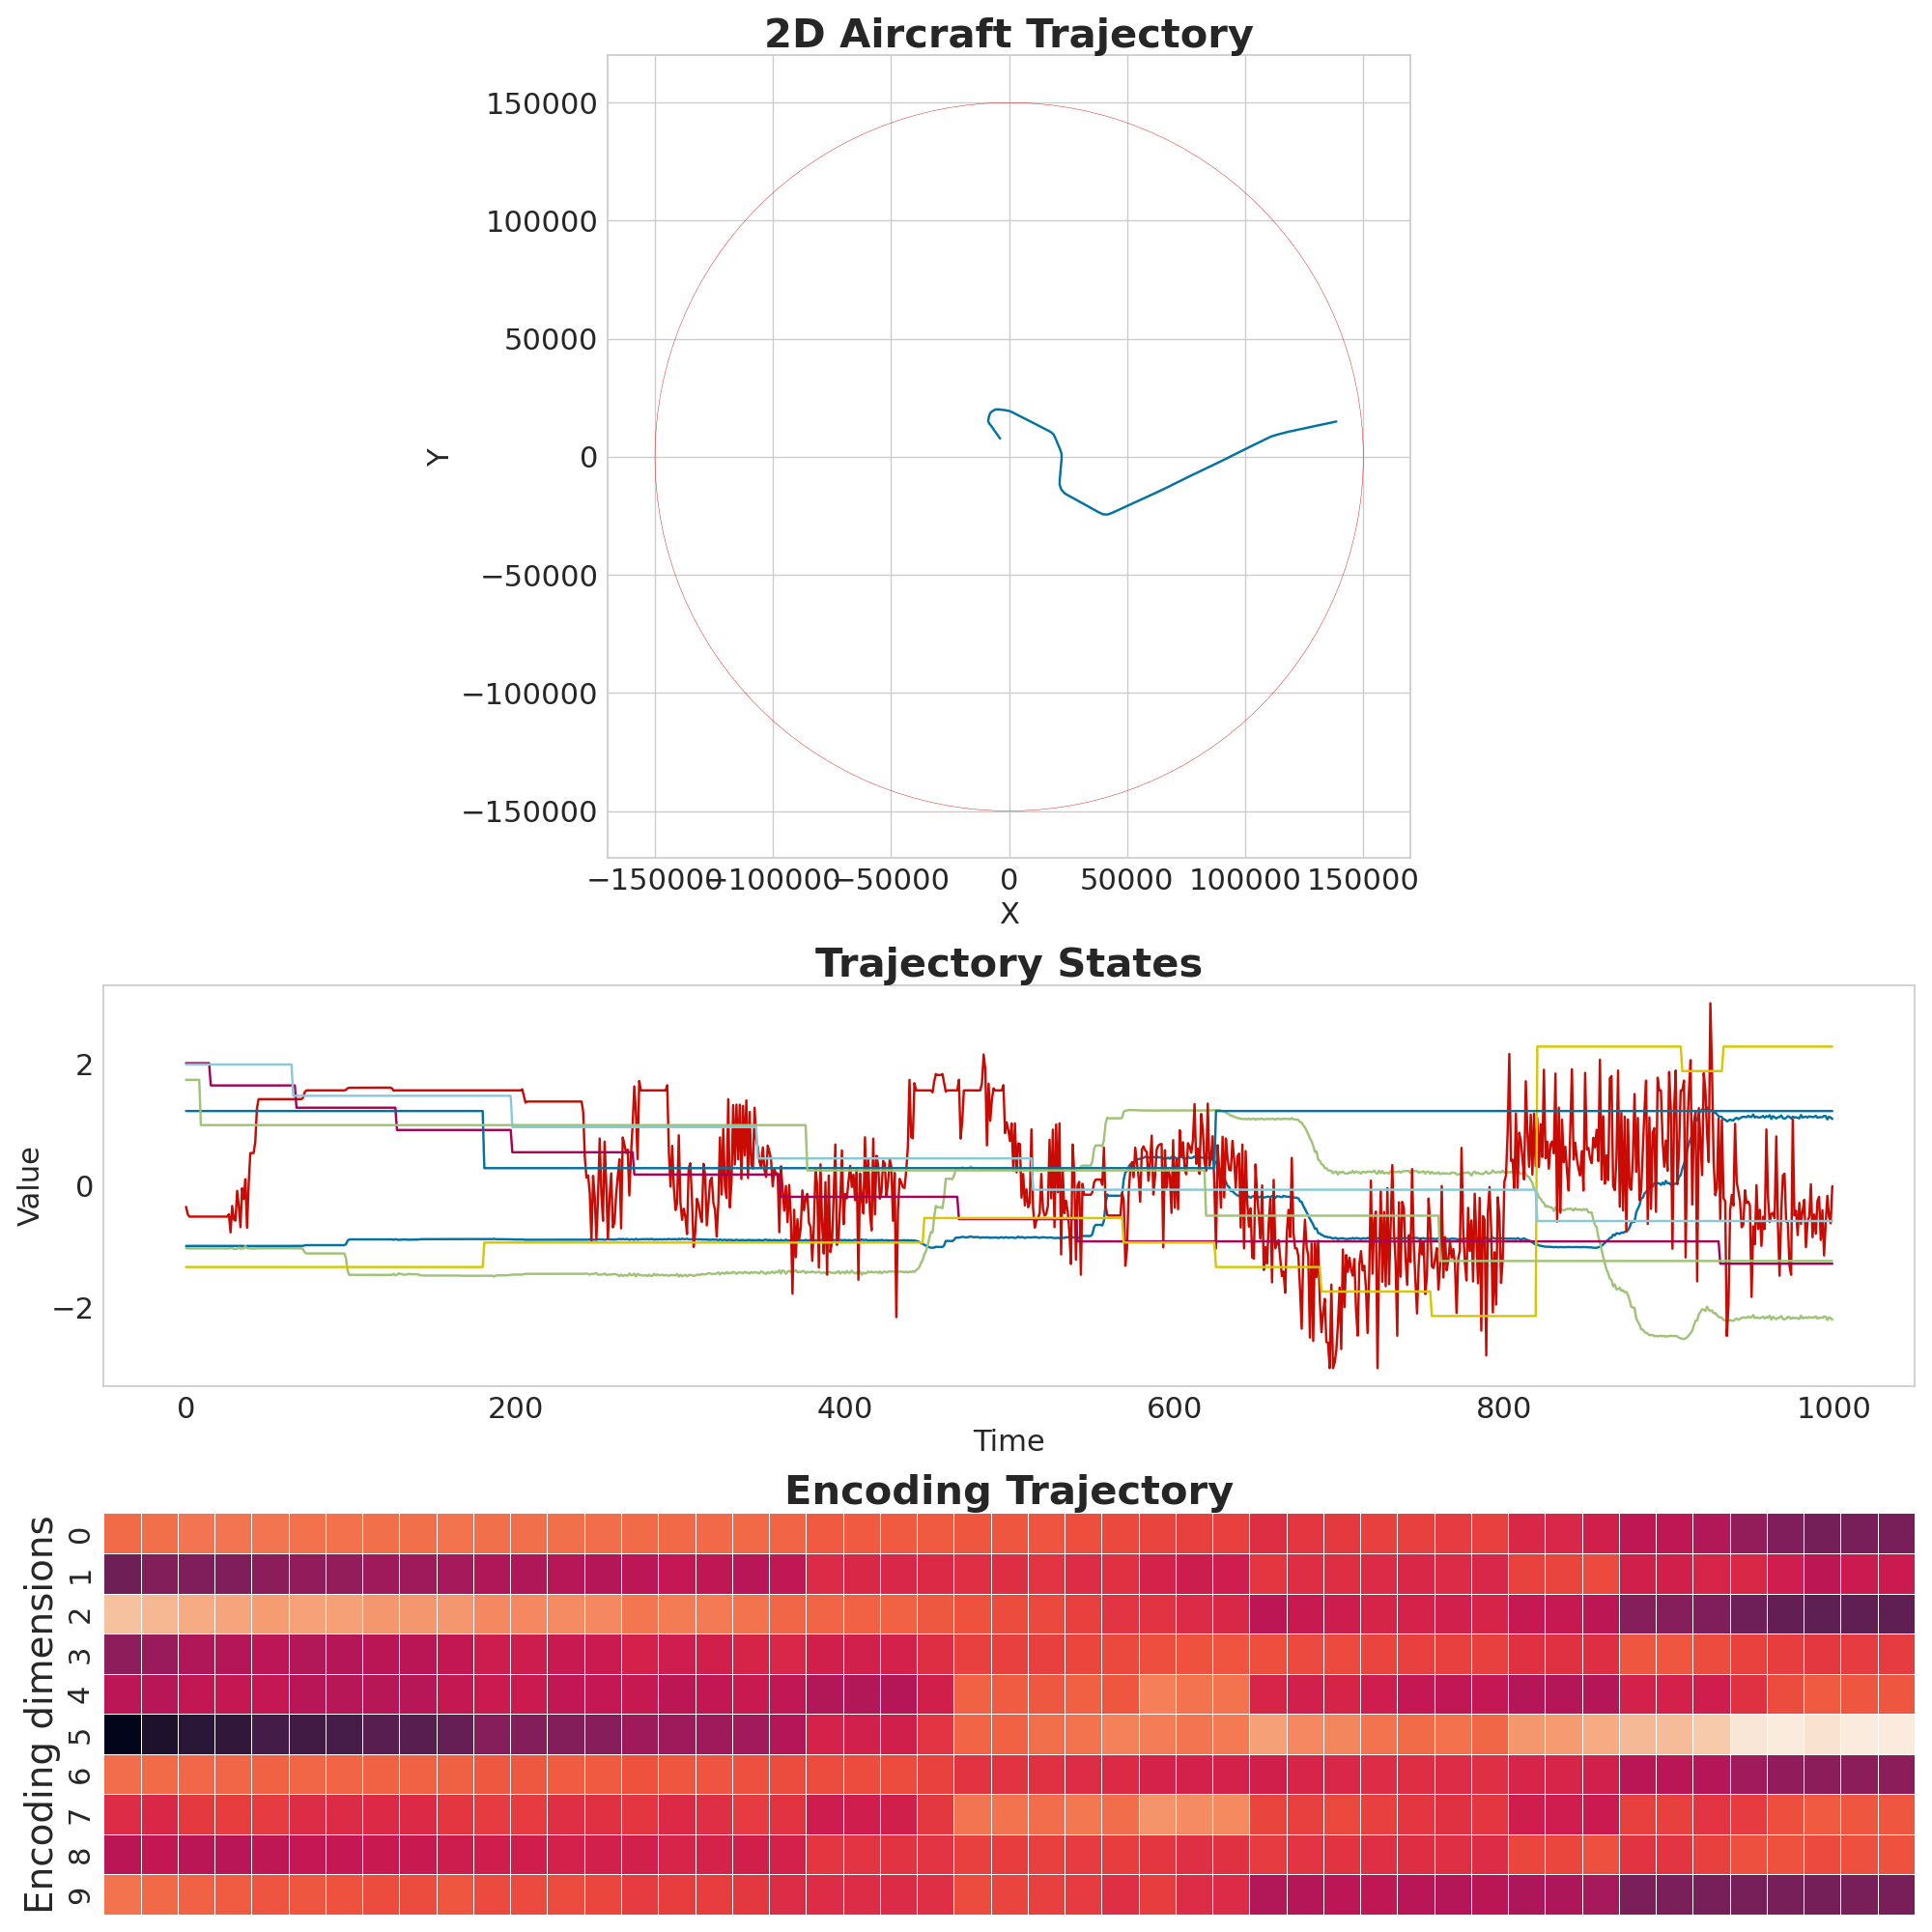 2D Aircraft Trajectory
150000
100000
50000
0
−50000
−100000
−150000
Y
−150000 −100000 −50000 0 50000 100000 150000
X
Trajectory States
2
0
−2
Value
0 200 400 600 800 1000
Time
Encoding Trajectory
Encoding dimensions
0
1
2
3
4
5
6
7
8
9